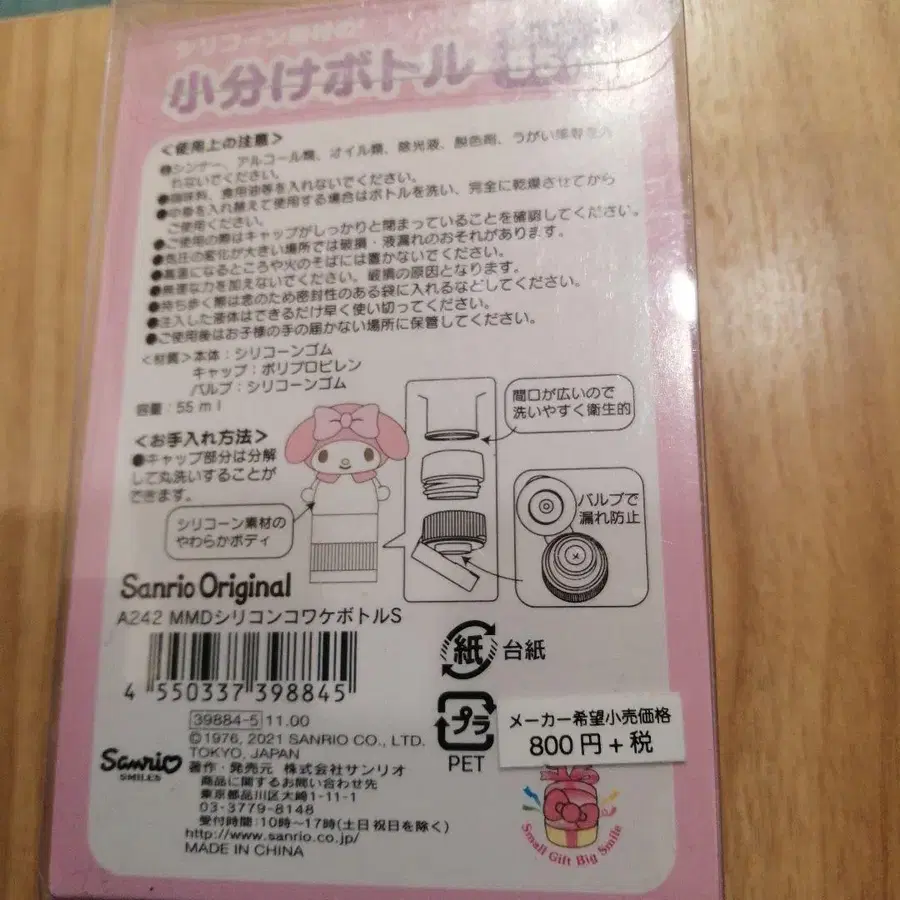 シリコーン素材の
小分けボトル
＜使用上の注意＞
●シンナー、アルコール類、オイル類、除光液、脱色剤、うがい薬等を入
れないでください。
●調味料、食用油等を入れないでください。
●中身を入れ替えて使用する場合はボトルを洗い、完全に乾燥させてから
ご使用ください。
●ご使用の際はキャップがしっかりと閉まっていることを確認してください。
●気圧の変化が大きい場所では破損・液漏れのおそれがあります。
●高温になるところや火のそばには置かないでください。
●無理な力を加えないでください。破損の原因となります。
●持ち歩く際は念のため密封性のある袋に入れるなどしてください。
●注入した液体はできるだけ早く使い切ってください。
●ご使用後はお子様の手の届かない場所に保管してください。
＜材質＞本体：シリコーンゴム
キャップ：ポリプロピレン
バルブ：シリコーンゴム
容量：55ml
＜お手入れ方法＞
●キャップ部分は分解
して丸洗いすることが
できます。
シリコーン素材の
やわらかボディ
間口が広いので
洗いやすく衛生的
バルブで
漏れ防止
Sanrio Original
A242 MMDシリコンコワケボトルS
4 550337 398845
紙 台紙
プラ
PET
メーカー希望小売価格
800円+税
39884-5 11.00
©1976, 2021 SANRIO CO., LTD.
TOKYO, JAPAN
Sanrio
SMILES
著作・発売元 株式会社サンリオ
商品に関するお問い合わせ先
東京都品川区大崎1-11-1
03-3779-8148
受付時間：10時〜17時(土日祝日を除く)
http://www.sanrio.co.jp/
MADE IN CHINA
Small Gift Big Smile